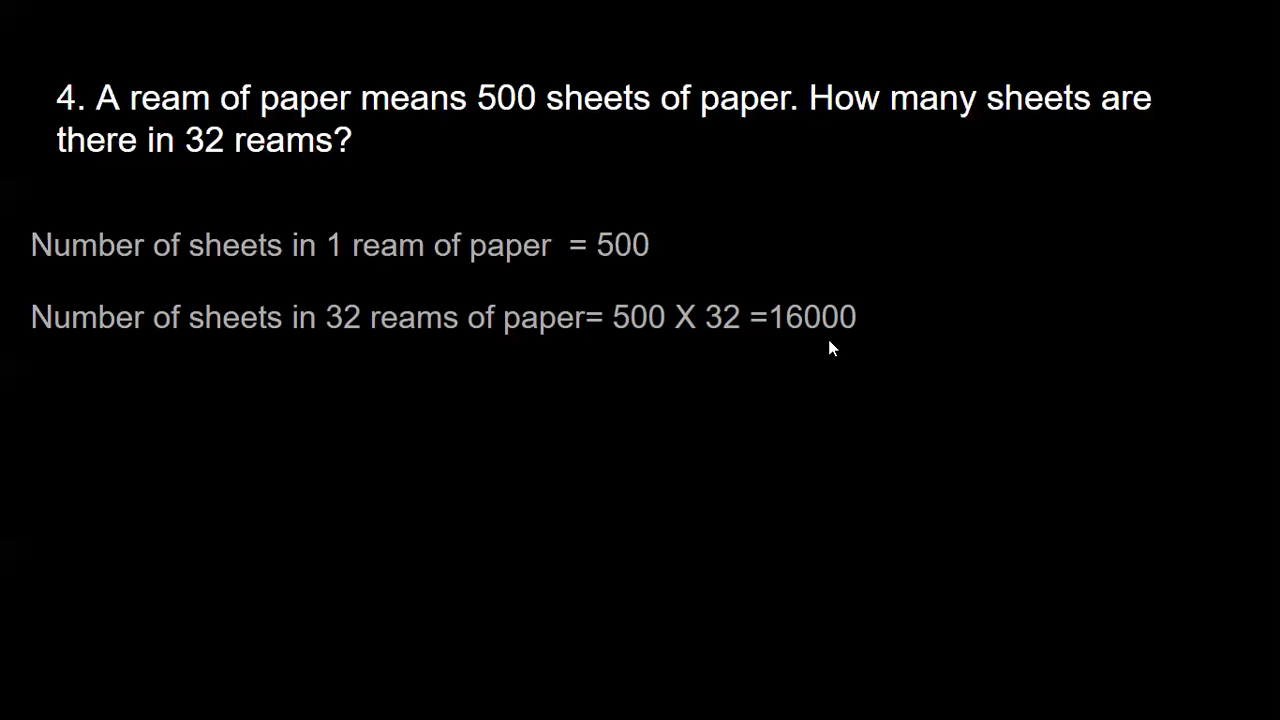 4. A ream of paper means 500 sheets of paper. How many sheets are
there in 32 reams?
Number of sheets in 1 ream of paper  = 500
Number of sheets in 32 reams of paper= 500 X 32 =16000